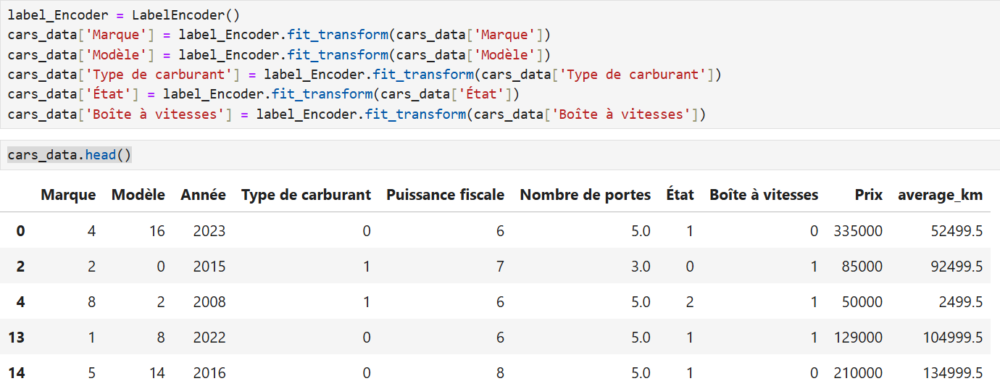 label_Encoder = LabelEncoder()
cars_data['Marque'] = label_Encoder.fit_transform(cars_data['Marque'])
cars_data['Modèle'] = label_Encoder.fit_transform(cars_data['Modèle'])
cars_data['Type de carburant'] = label_Encoder.fit_transform(cars_data['Type de carburant'])
cars_data['État'] = label_Encoder.fit_transform(cars_data['État'])
cars_data['Boîte à vitesses'] = label_Encoder.fit_transform(cars_data['Boîte à vitesses'])
cars_data.head()
Marque Modèle Année Type de carburant Puissance fiscale Nombre de portes État Boîte à vitesses Prix average_km
0 4 16 2023 0 6 5.0 1 0 335000 52499.5
2 2 0 2015 1 7 3.0 0 1 85000 92499.5
4 8 2 2008 1 6 5.0 2 1 50000 2499.5
13 1 8 2022 0 6 5.0 1 1 129000 104999.5
14 5 14 2016 0 8 5.0 1 0 210000 134999.5